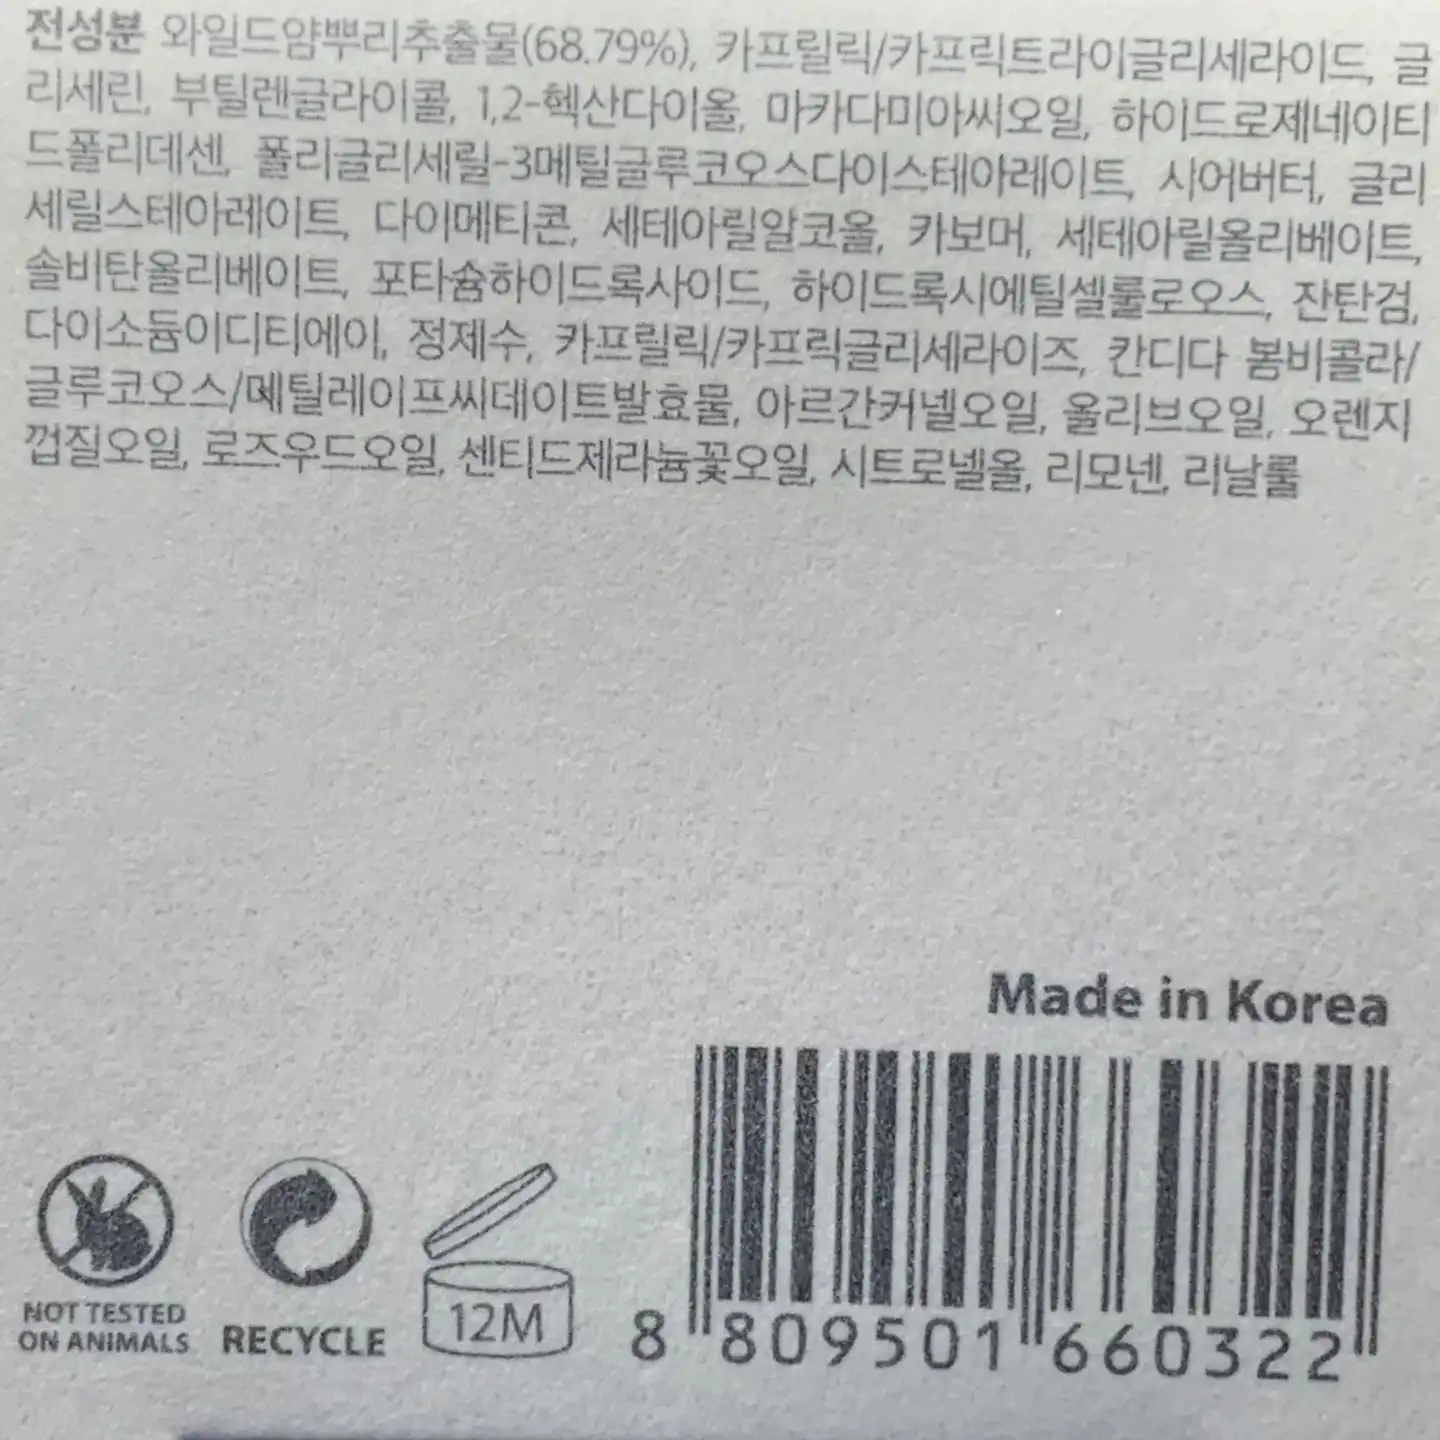 전성분 와일드얌뿌리추출물(68.79%), 카프릴릭/카프릭트라이글리세라이드, 글
리세린, 부틸렌글라이콜, 1,2-헥산다이올, 마카다미아씨오일, 하이드로제네이티
드폴리데센, 폴리글리세릴-3메틸글루코오스다이스테아레이트, 시어버터, 글리
세릴스테아레이트, 다이메티콘, 세테아릴알코올, 카보머, 세테아릴올리베이트,
솔비탄올리베이트, 포타슘하이드록사이드, 하이드록시에틸셀룰로오스, 잔탄검,
다이소듐이디티에이, 정제수, 카프릴릭/카프릭글리세라이즈, 칸디다 봄비콜라/
글루코오스/메틸레이프씨데이트발효물, 아르간커넬오일, 올리브오일, 오렌지
껍질오일, 로즈우드오일, 센티드제라늄꽃오일, 시트로넬올, 리모넨, 리날룰
Made in Korea
NOT TESTED
ON ANIMALS
RECYCLE
12M
8 809501 660322